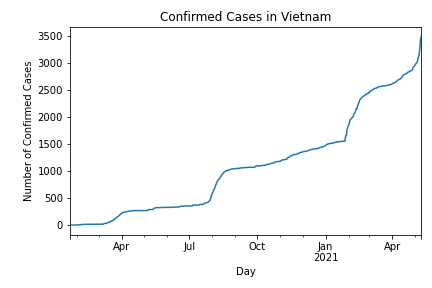 Confirmed Cases in Vietnam
Number of Confirmed Cases
3500
3000
2500
2000
1500
1000
500
0
Apr Jul Oct Jan Apr
2021
Day